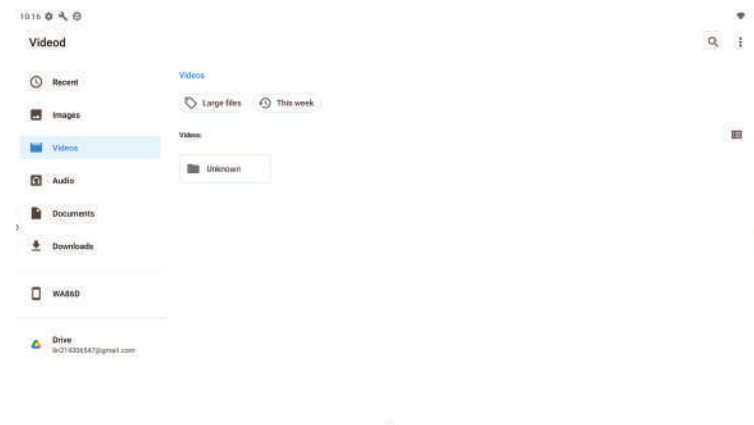 10:16
Videod
Recent
Images
Videos
Audio
Documents
Downloads
WA86D
Drive
Videos
Large files
This week
Videos
Unknown